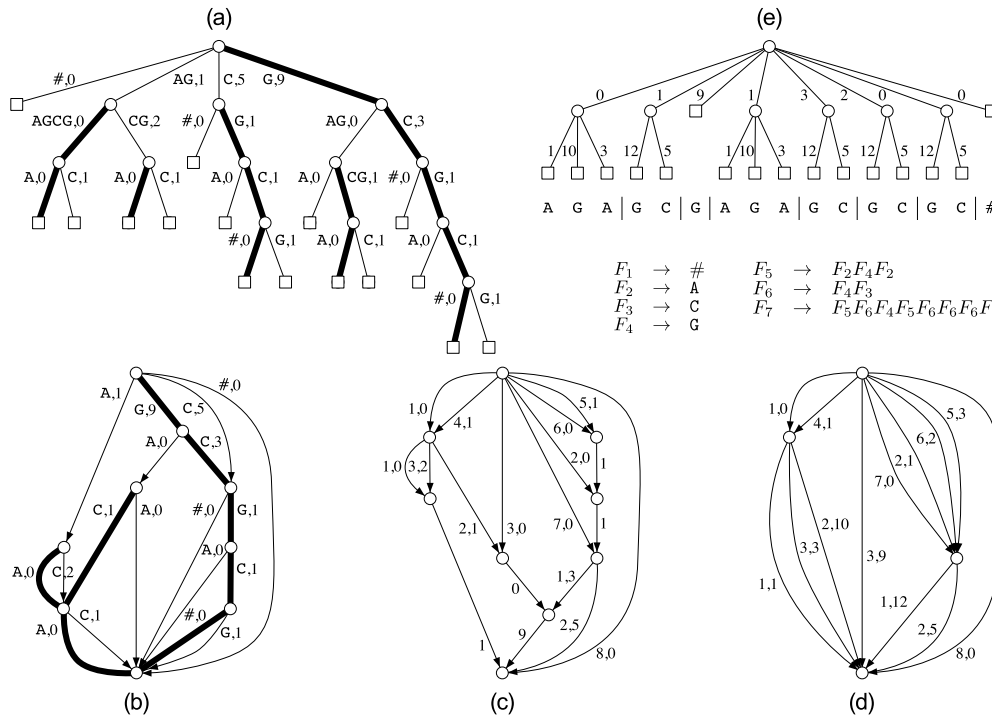 (a)
(e)
#,0
AG,1
C,5
G,9
0
1
9
1
3
2
0
0
AGCG,0
CG,2
#,0
G,1
AG,0
C,3
A,0
C,1
A,0
C,1
A,0
C,1
A,0
CG,1
#,0
G,1
1
10
3
12
5
1
10
3
12
5
12
5
12
5
#,0
G,1
A,0
C,1
A,0
C,1
A G A | G C | G | A G A | G C | G C | G C | #
#,0
G,1
F1 → # F5 → F2F4F2
F2 → A F6 → F4F3
F3 → C F7 → F5F6F4F5F6F6F6F
F4 → G
A,1
G,9
C,5
#,0
A,0
C,3
C,1
A,0
#,0
G,1
A,0
C,2
A,0
C,1
A,0
C,1
#,0
G,1
(b)
1,0
4,1
5,1
6,0
1,0
3,2
2,0
1
2,1
3,0
7,0
1
0
1,3
1
9
2,5
8,0
(c)
1,0
4,1
5,3
6,2
2,1
7,0
2,10
3,3
3,9
1,1
1,12
2,5
8,0
(d)